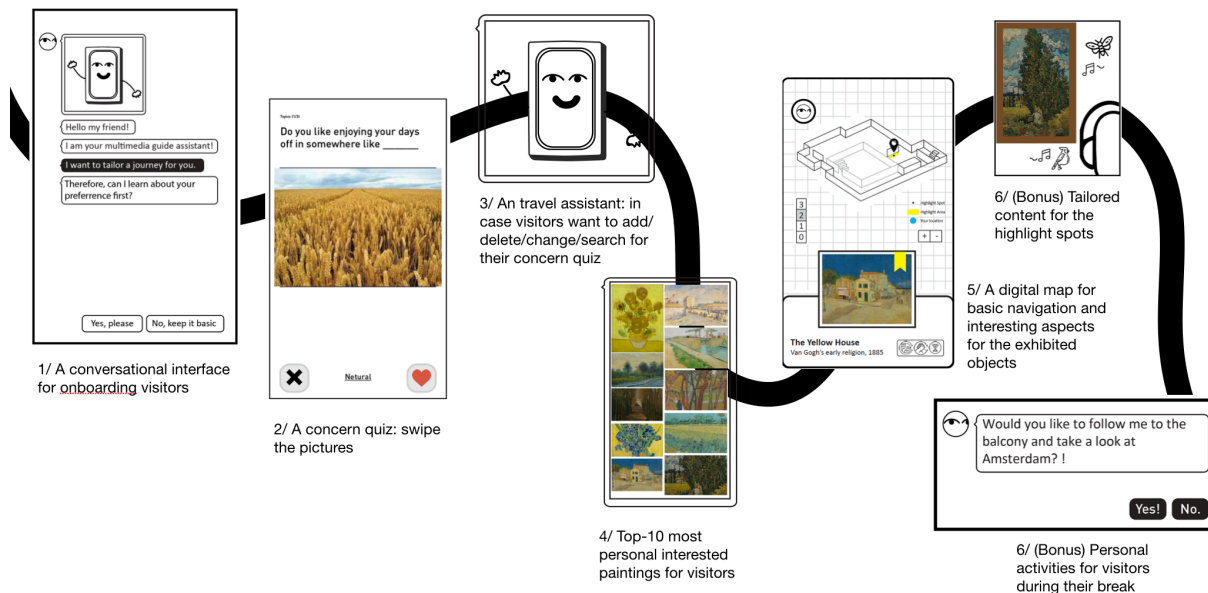 Hello my friend!
I am your multimedia guide assistant!
I want to tailor a journey for you.
Therefore, can I learn about your
preferrence first?
Yes, please
No, keep it basic
1/ A conversational interface
for onboarding visitors
Do you like enjoying your days
off in somewhere like ______
Netural
2/ A concern quiz: swipe
the pictures
3/ An travel assistant: in
case visitors want to add/
delete/change/search for
their concern quiz
4/ Top-10 most
personal interested
paintings for visitors
3
2
1
0
Highlight Spot
Highlight Area
Your location
+ -
The Yellow House
Van Gogh's early religion, 1885
5/ A digital map for
basic navigation and
interesting aspects
for the exhibited
objects
6/ (Bonus) Tailored
content for the
highlight spots
Would you like to follow me to the
balcony and take a look at
Amsterdam? !
Yes!
No.
6/ (Bonus) Personal
activities for visitors
during their break